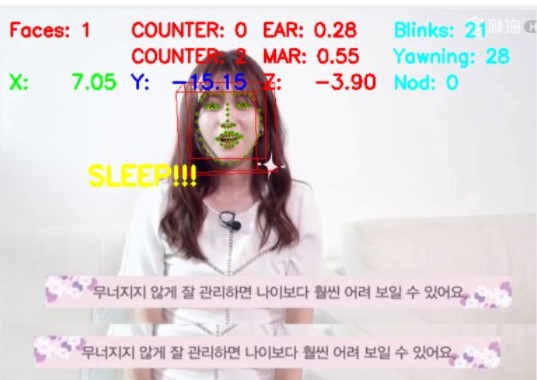 Faces: 1 COUNTER: 0 EAR: 0.28 Blinks: 21
COUNTER: 2 MAR: 0.55 Yawning: 28
X: 7.05 Y: -15.15 Z: -3.90 Nod: 0
SLEEP!!!
무너지지 않게 잘 관리하면 나이보다 훨씬 어려 보일 수 있어요
무너지지 않게 잘 관리하면 나이보다 훨씬 어려 보일 수 있어요